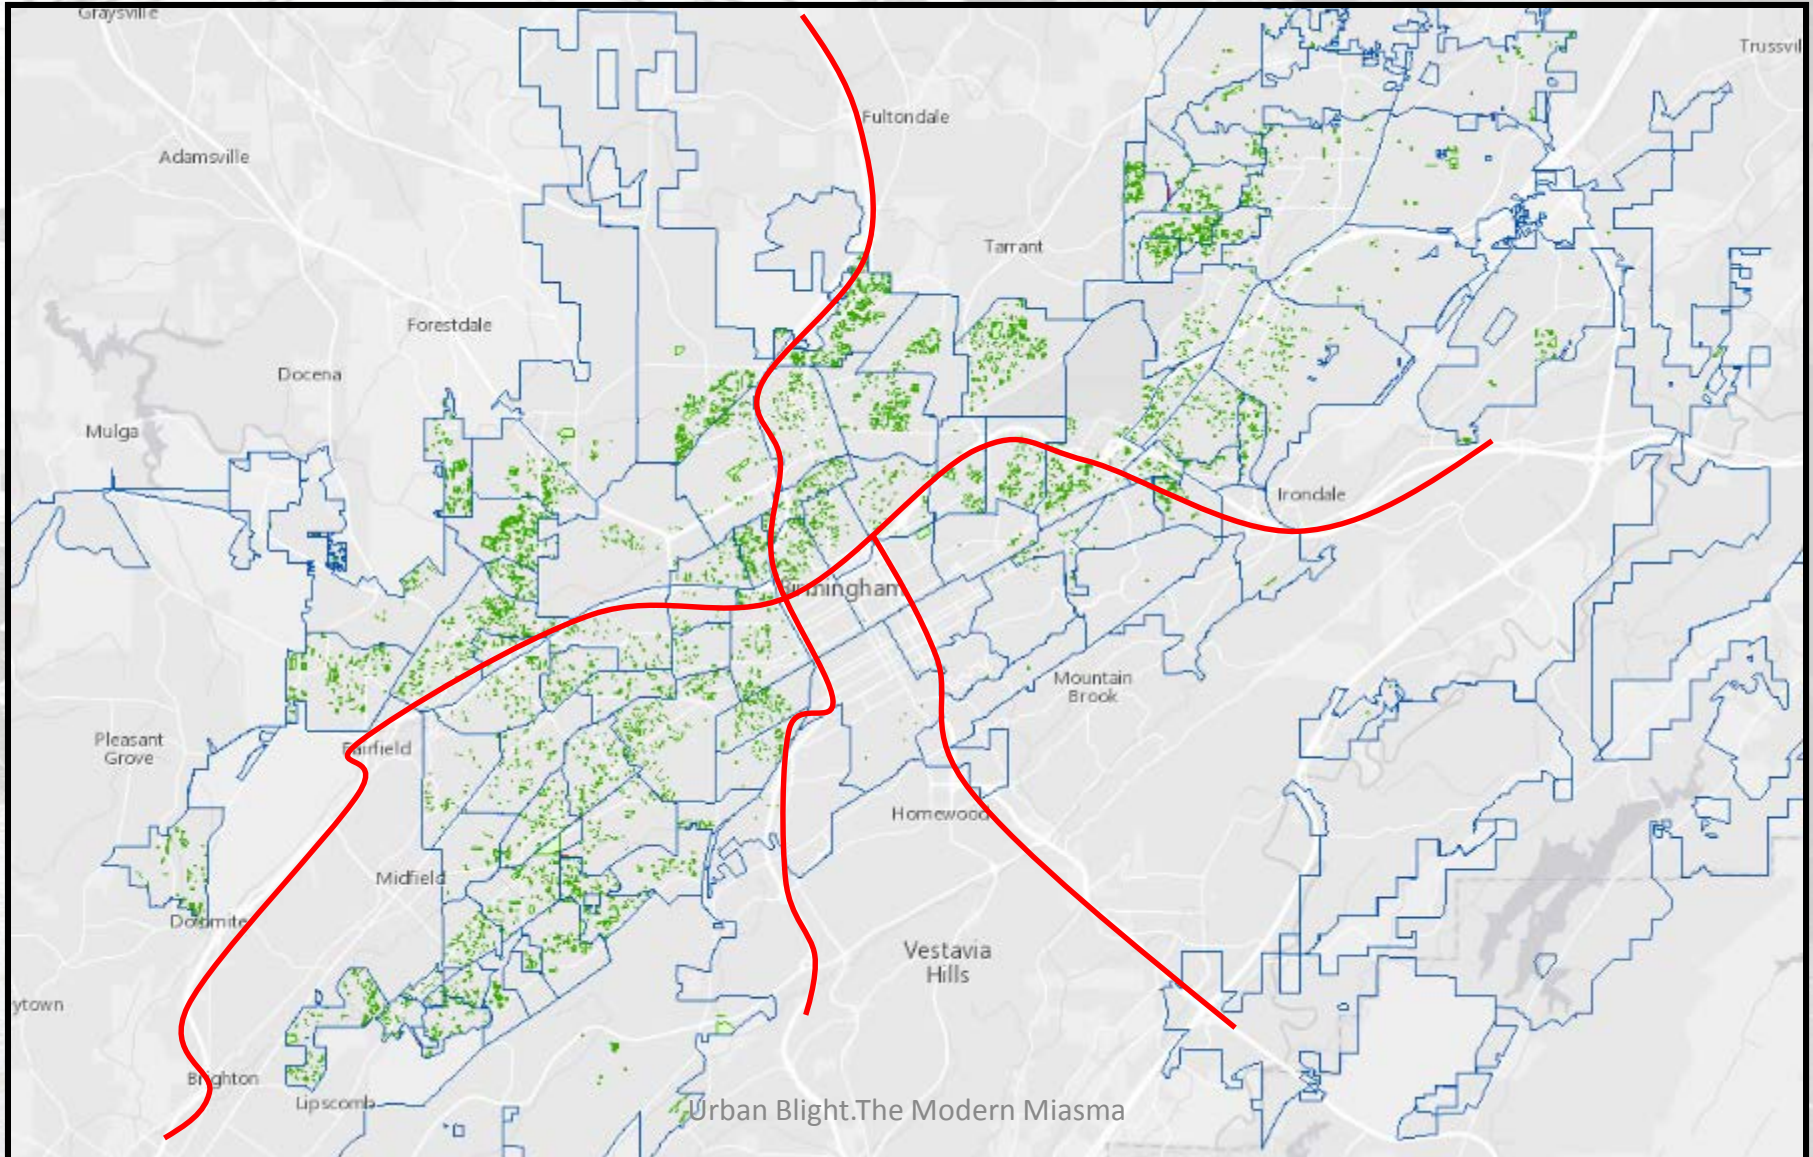 Graysville
Trussvil
Fultondale
Adamsville
Tarrant
Forestdale
Docena
Mulga
Irondale
Birmingham
Mountain
Brook
Pleasant
Grove
Fairfield
Homewood
Midfield
Dolomite
Vestavia
Hills
ytown
Brighton
Lipscomb
Urban Blight.The Modern Miasma